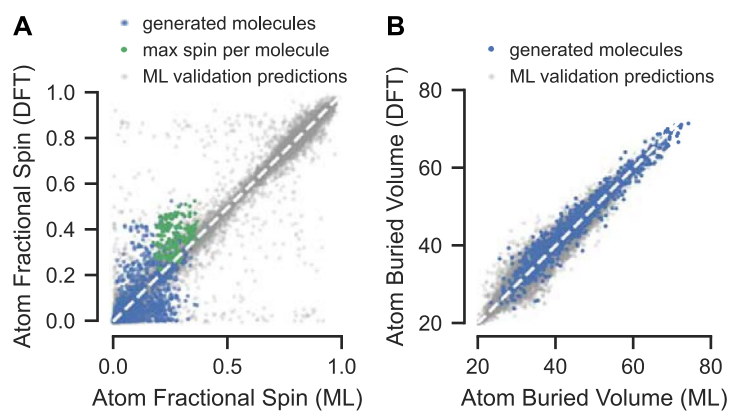 A
generated molecules
max spin per molecule
ML validation predictions
Atom Fractional Spin (DFT)
1.0
0.8
0.6
0.4
0.2
0.0
0.0
0.5
1.0
Atom Fractional Spin (ML)
B
generated molecules
ML validation predictions
Atom Buried Volume (DFT)
80
60
40
20
20
40
60
80
Atom Buried Volume (ML)